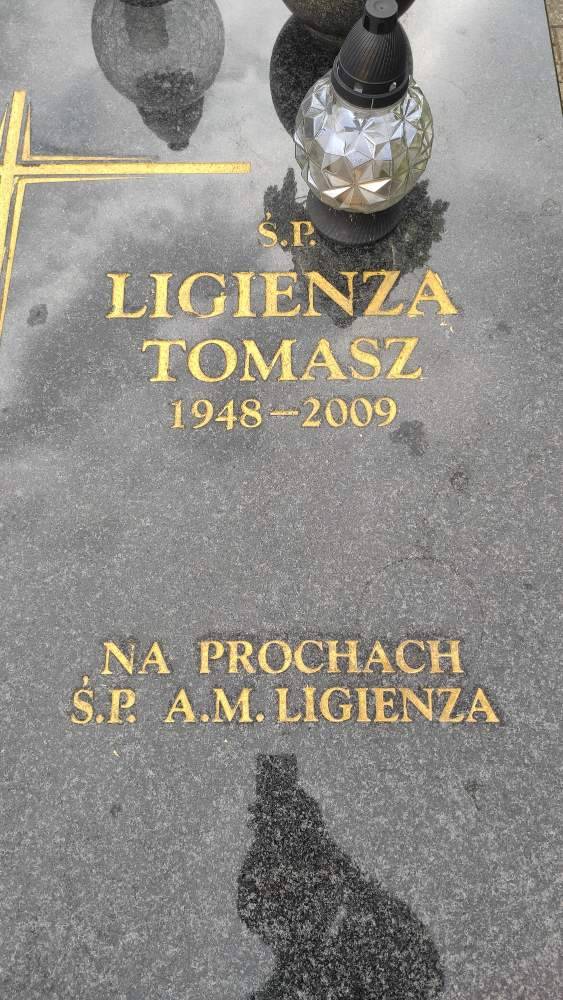 Ś.P.
LIGIENZA
TOMASZ
1948–2009
NA PROCHACH
Ś.P. A.M. LIGIENZA